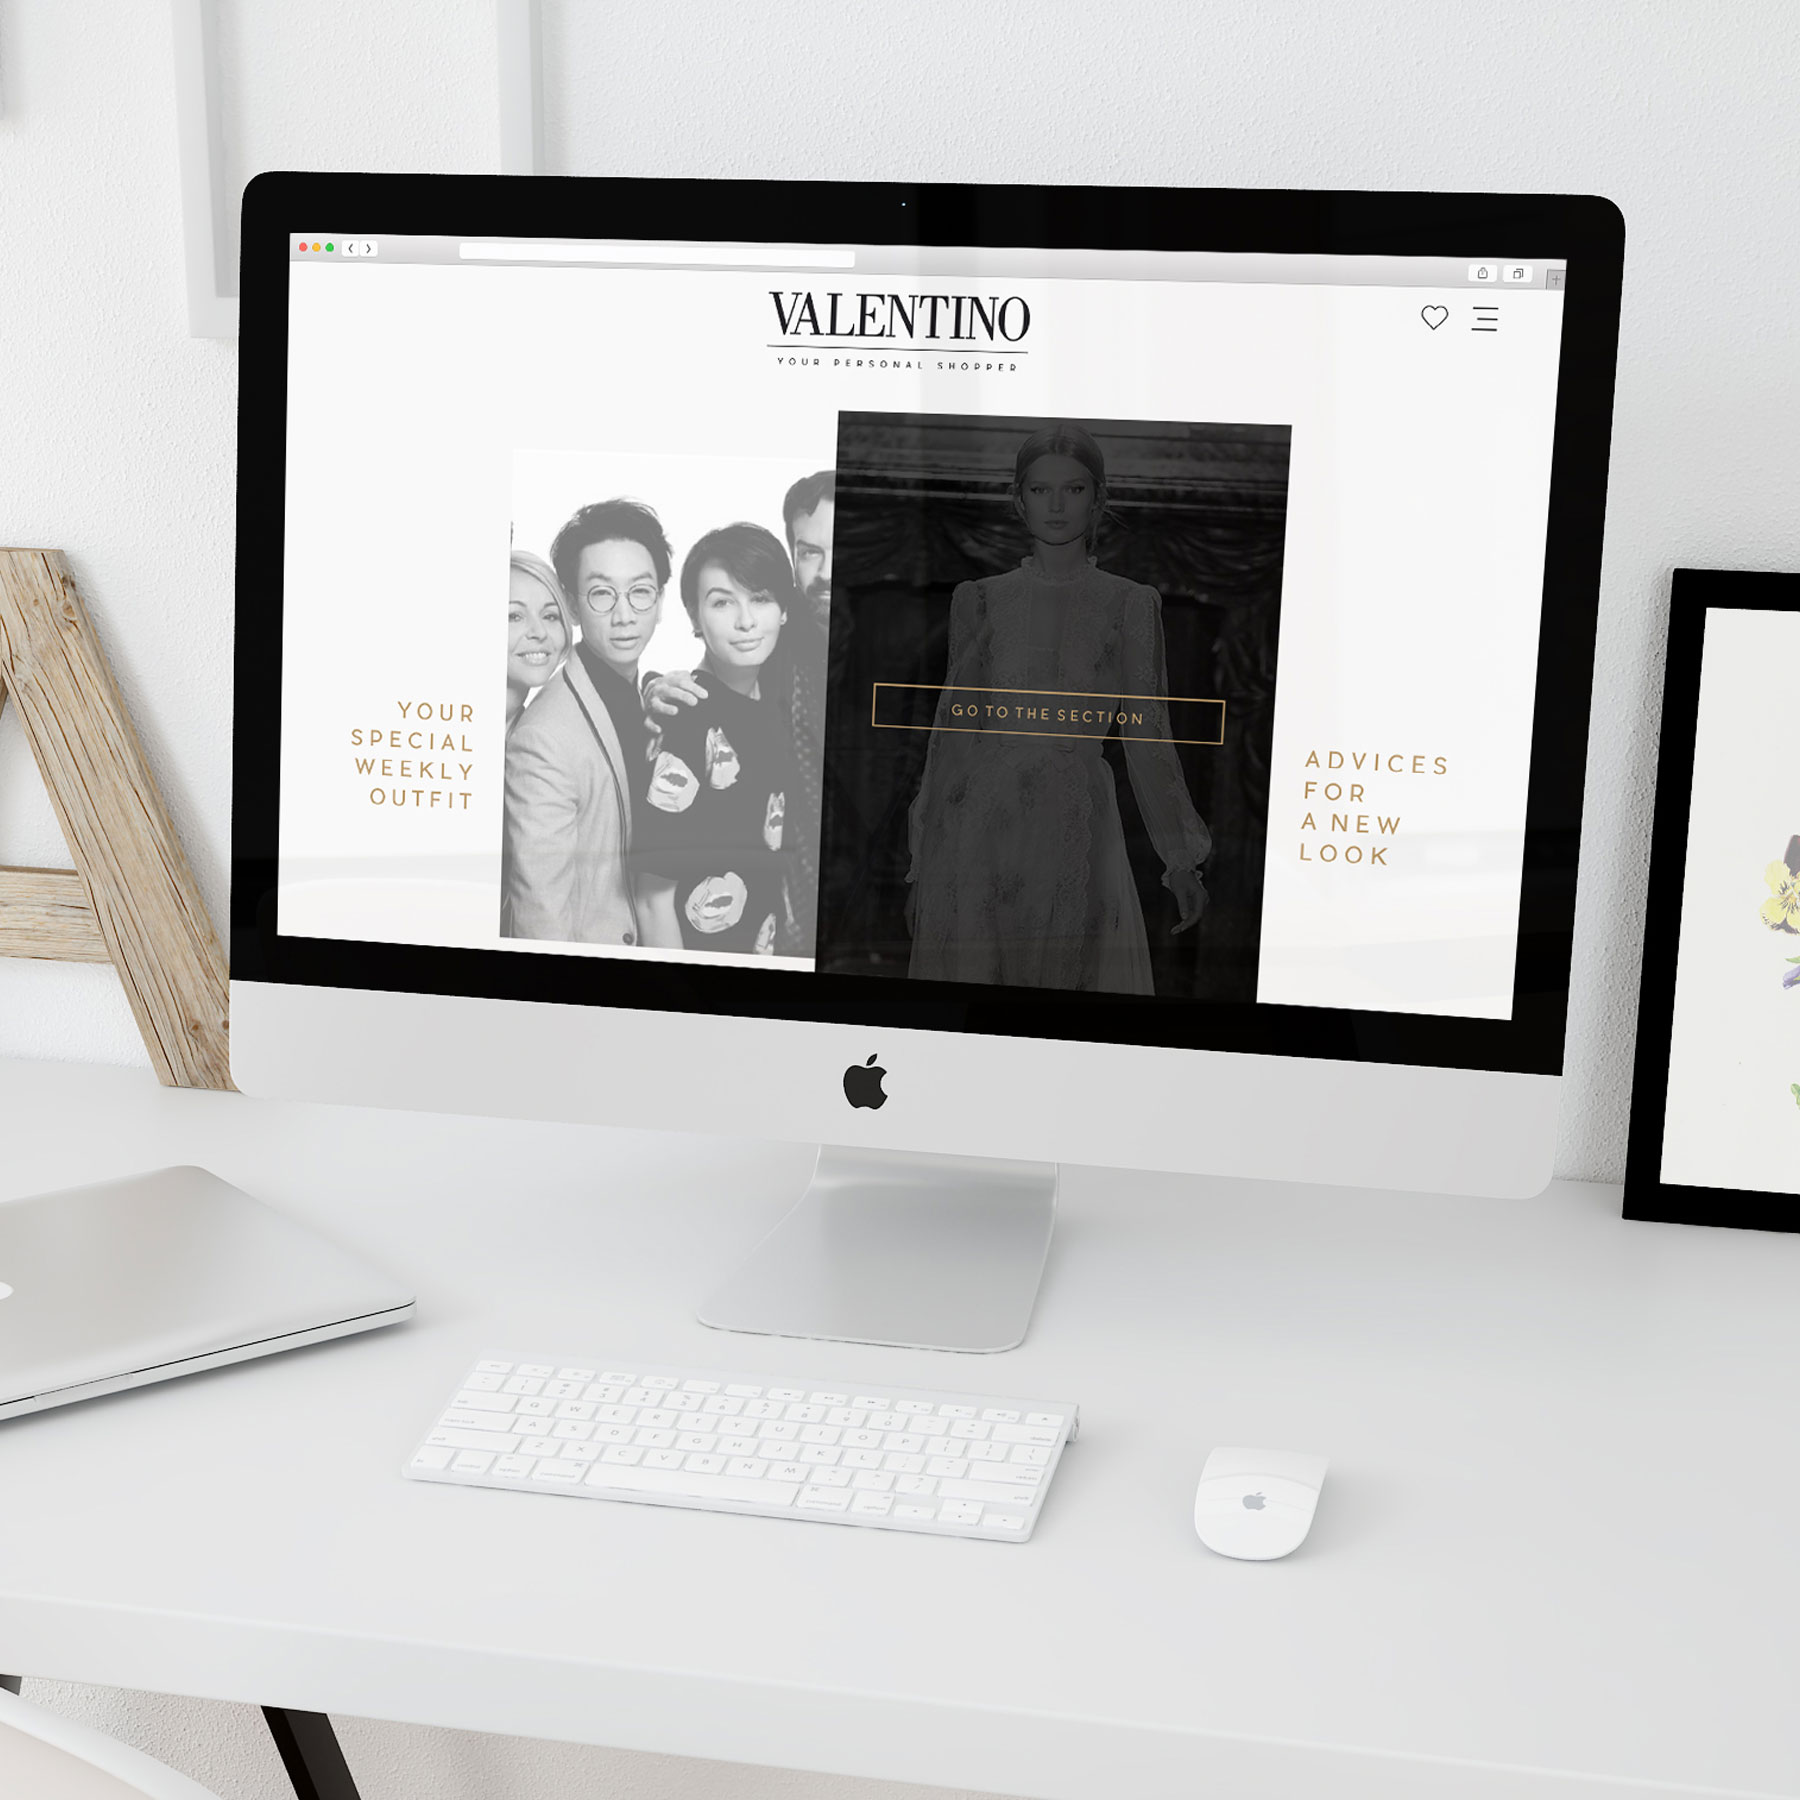 VALENTINO
YOUR PERSONAL SHOPPER
YOUR
SPECIAL
WEEKLY
OUTFIT
GO TO THE SECTION
ADVICES
FOR
A NEW
LOOK